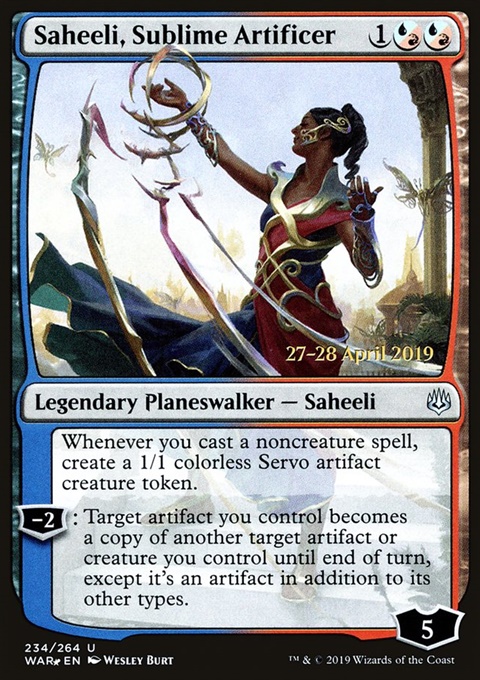 Saheeli, Sublime Artificer 1
27–28 April 2019
Legendary Planeswalker — Saheeli
Whenever you cast a noncreature spell,
create a 1/1 colorless Servo artifact
creature token.
−2 : Target artifact you control becomes
a copy of another target artifact or
creature you control until end of turn,
except it's an artifact in addition to its
other types.
5
234/264 U
WAR★EN Wesley Burt
™ & © 2019 Wizards of the Coast